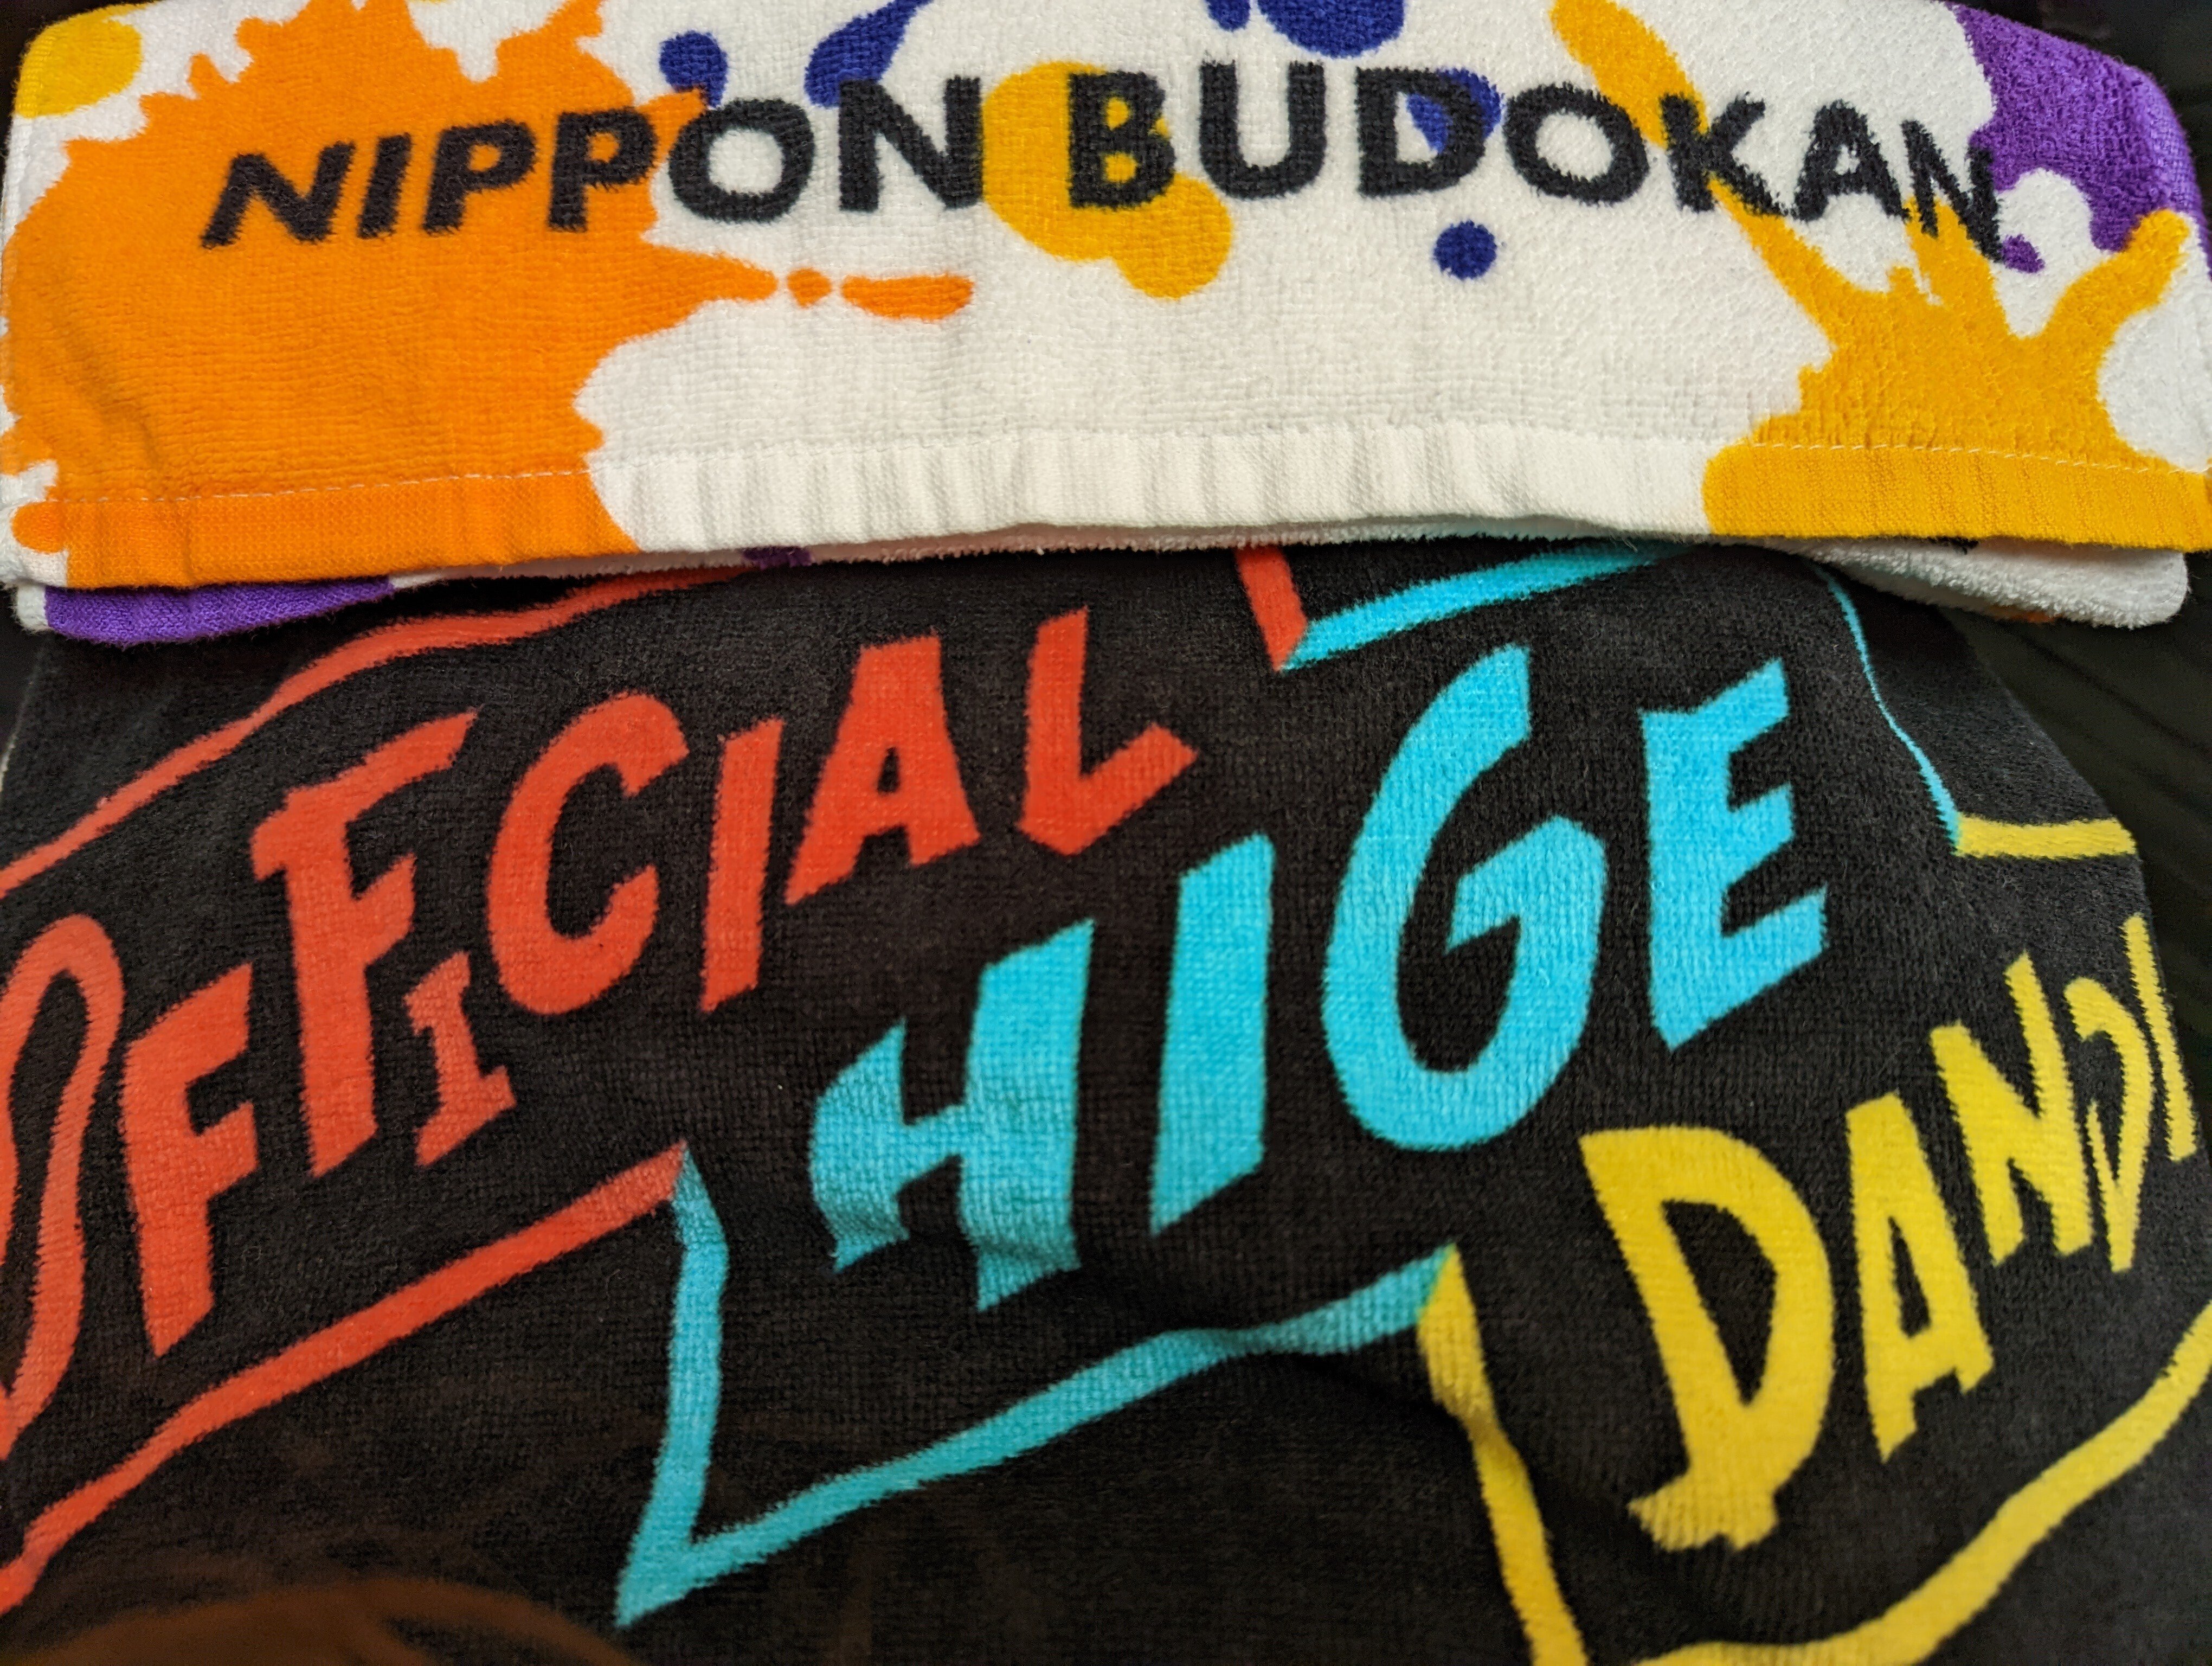 NIPPON BUDOKAN
OFFICIAL
HIGE
DANDI